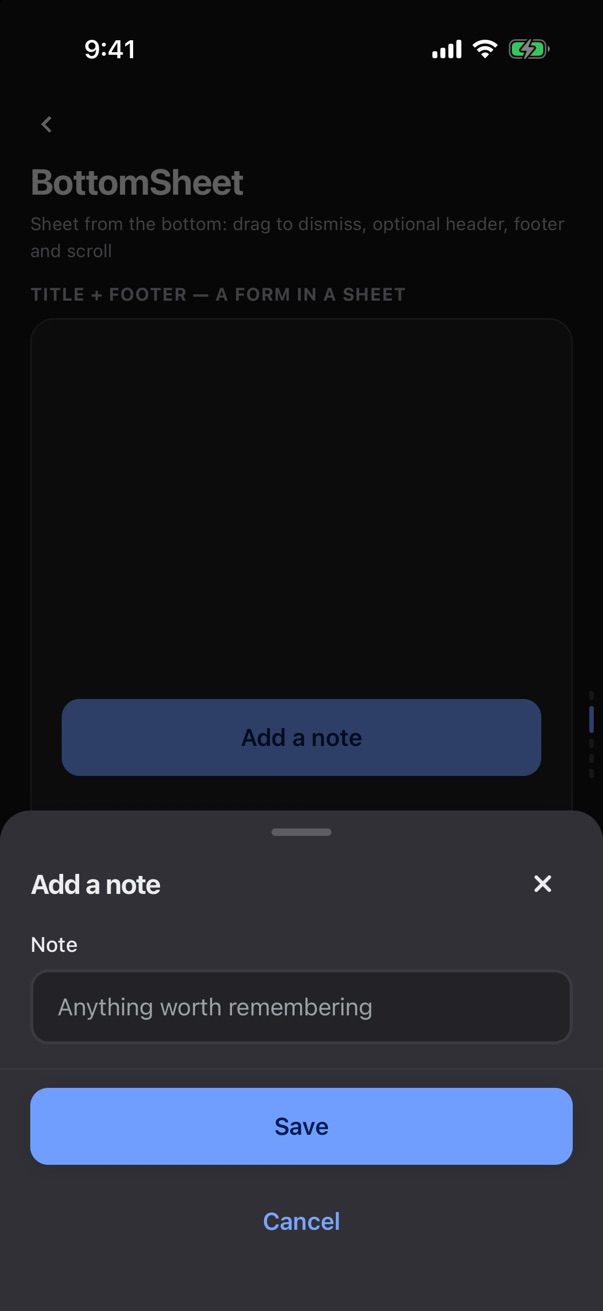 9:41
BottomSheet
Sheet from the bottom: drag to dismiss, optional header, footer
and scroll
TITLE + FOOTER — A FORM IN A SHEET
Add a note
Add a note
Note
Anything worth remembering
Save
Cancel